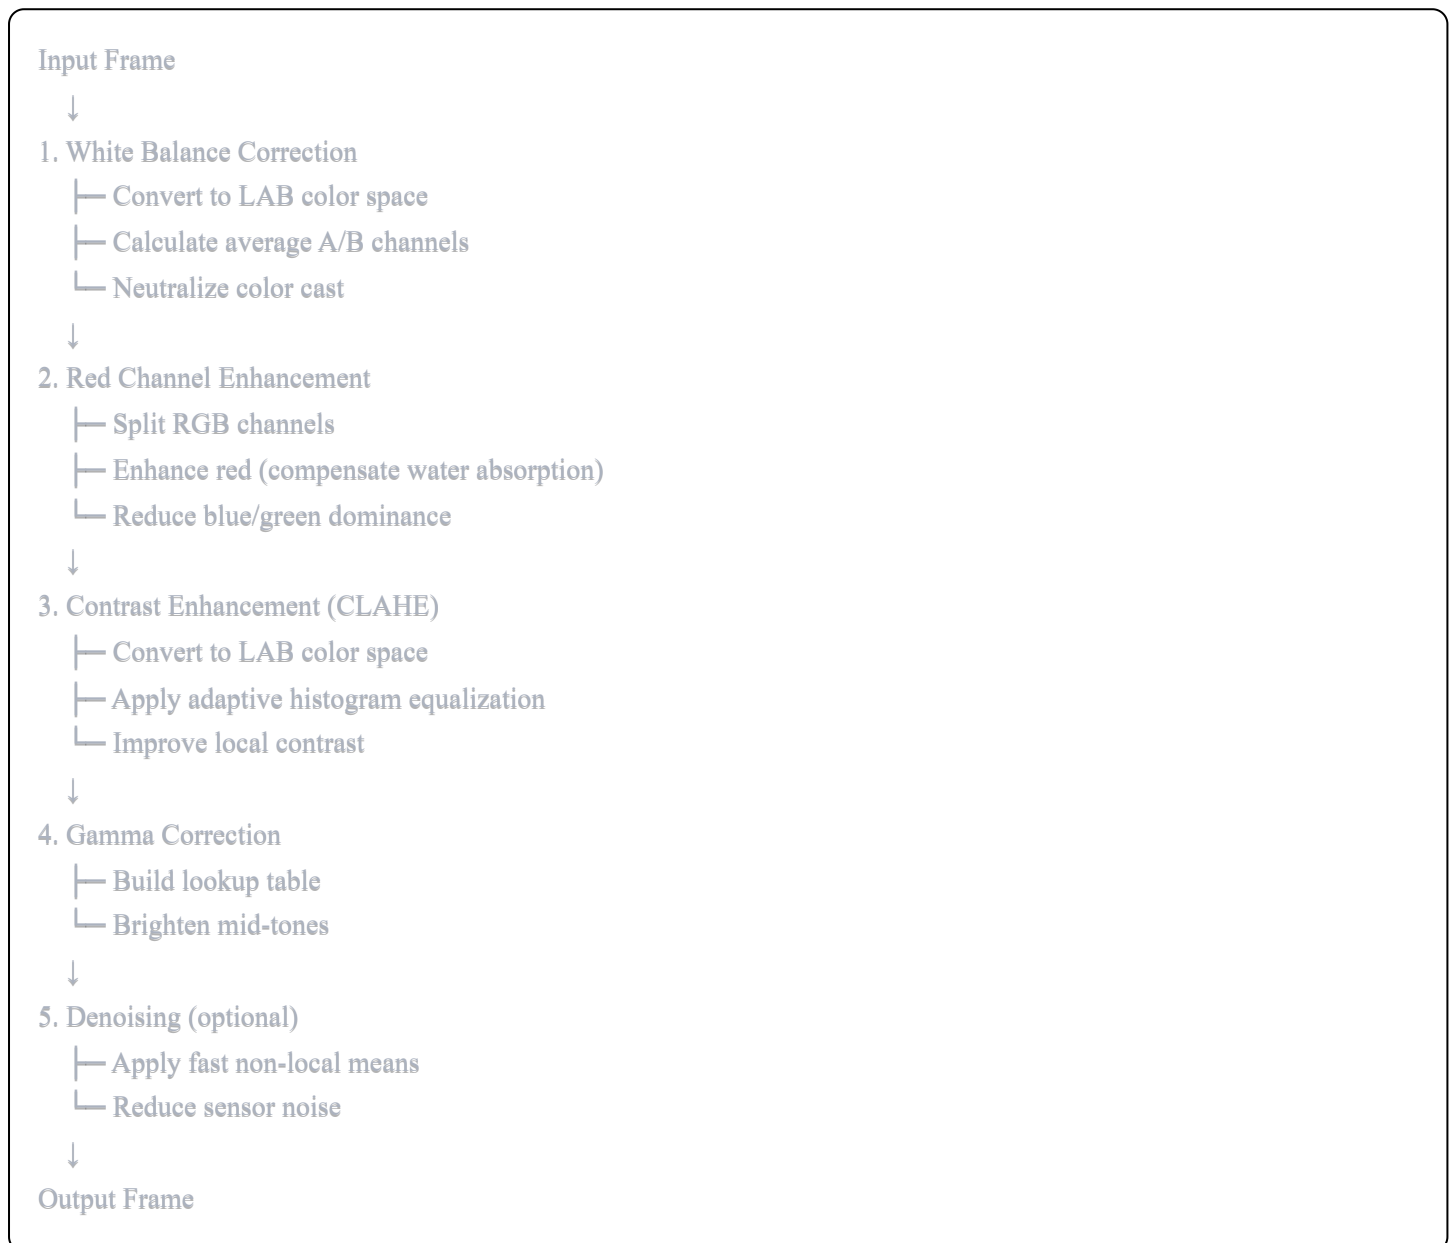 Input Frame
↓
1. White Balance Correction
├─ Convert to LAB color space
├─ Calculate average A/B channels
└─ Neutralize color cast
↓
2. Red Channel Enhancement
├─ Split RGB channels
├─ Enhance red (compensate water absorption)
└─ Reduce blue/green dominance
↓
3. Contrast Enhancement (CLAHE)
├─ Convert to LAB color space
├─ Apply adaptive histogram equalization
└─ Improve local contrast
↓
4. Gamma Correction
├─ Build lookup table
└─ Brighten mid-tones
↓
5. Denoising (optional)
├─ Apply fast non-local means
└─ Reduce sensor noise
↓
Output Frame